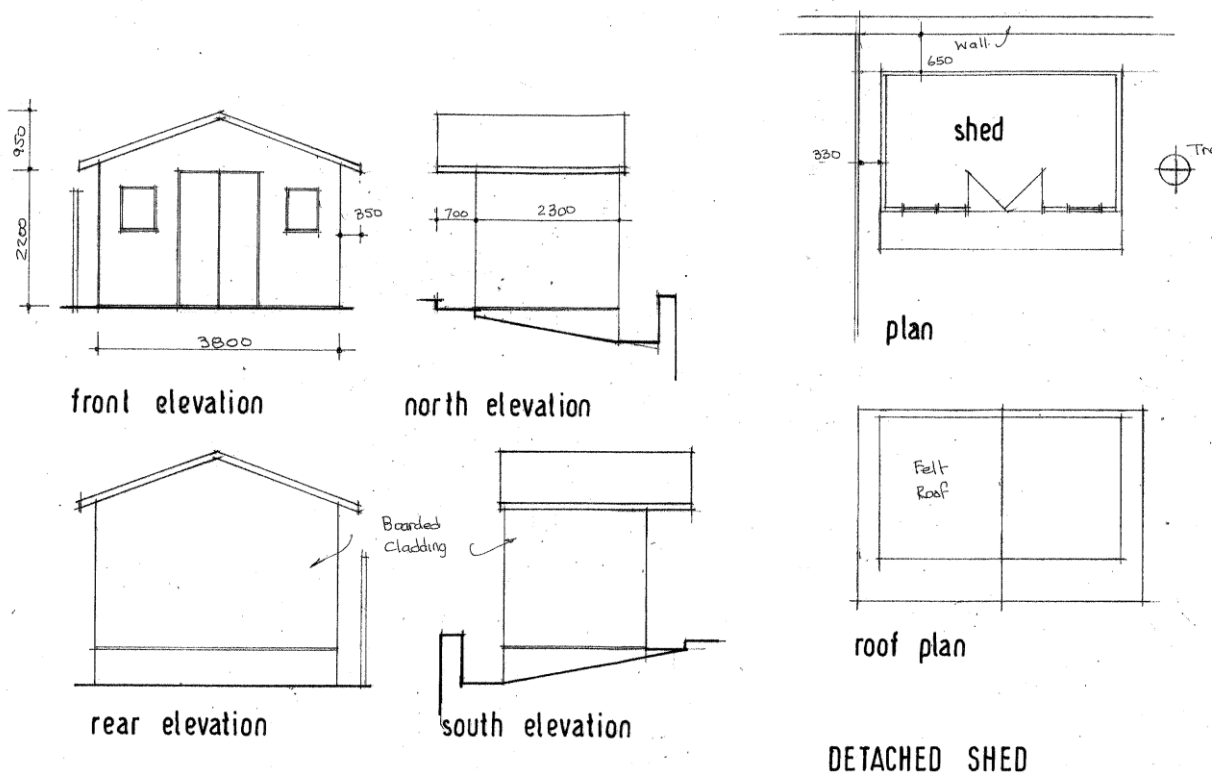 950
2200
350
3800
front elevation
700
2300
north elevation
Wall
650
shed
330
plan
Boarded
Cladding
rear elevation
south elevation
Felt
Roof
roof plan
DETACHED SHED